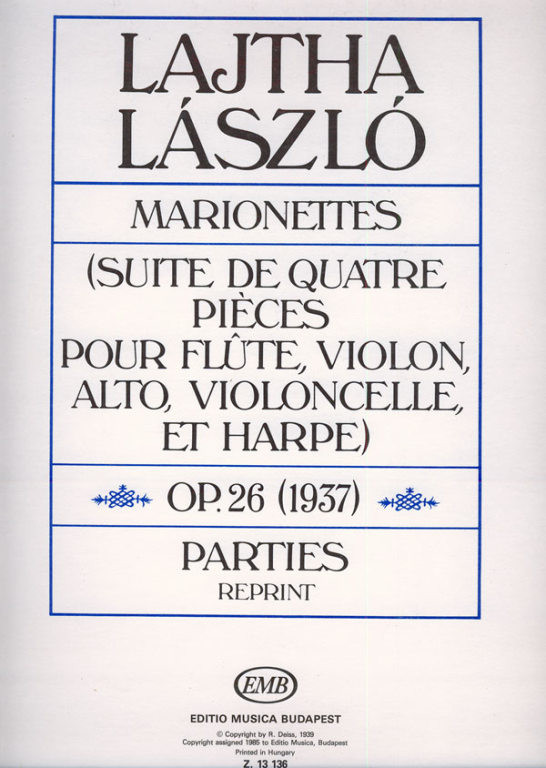 LAJTHA
LÁSZLÓ
MARIONETTES
(SUITE DE QUATRE
PIÈCES
POUR FLÛTE, VIOLON,
ALTO, VIOLONCELLE,
ET HARPE)
OP. 26 (1937)
PARTIES
REPRINT
EMB
EDITIO MUSICA BUDAPEST
© Copyright by R. Deiss, 1939
Copyright assigned 1985 to Editio Musica, Budapest
Printed in Hungary
Z. 13 136